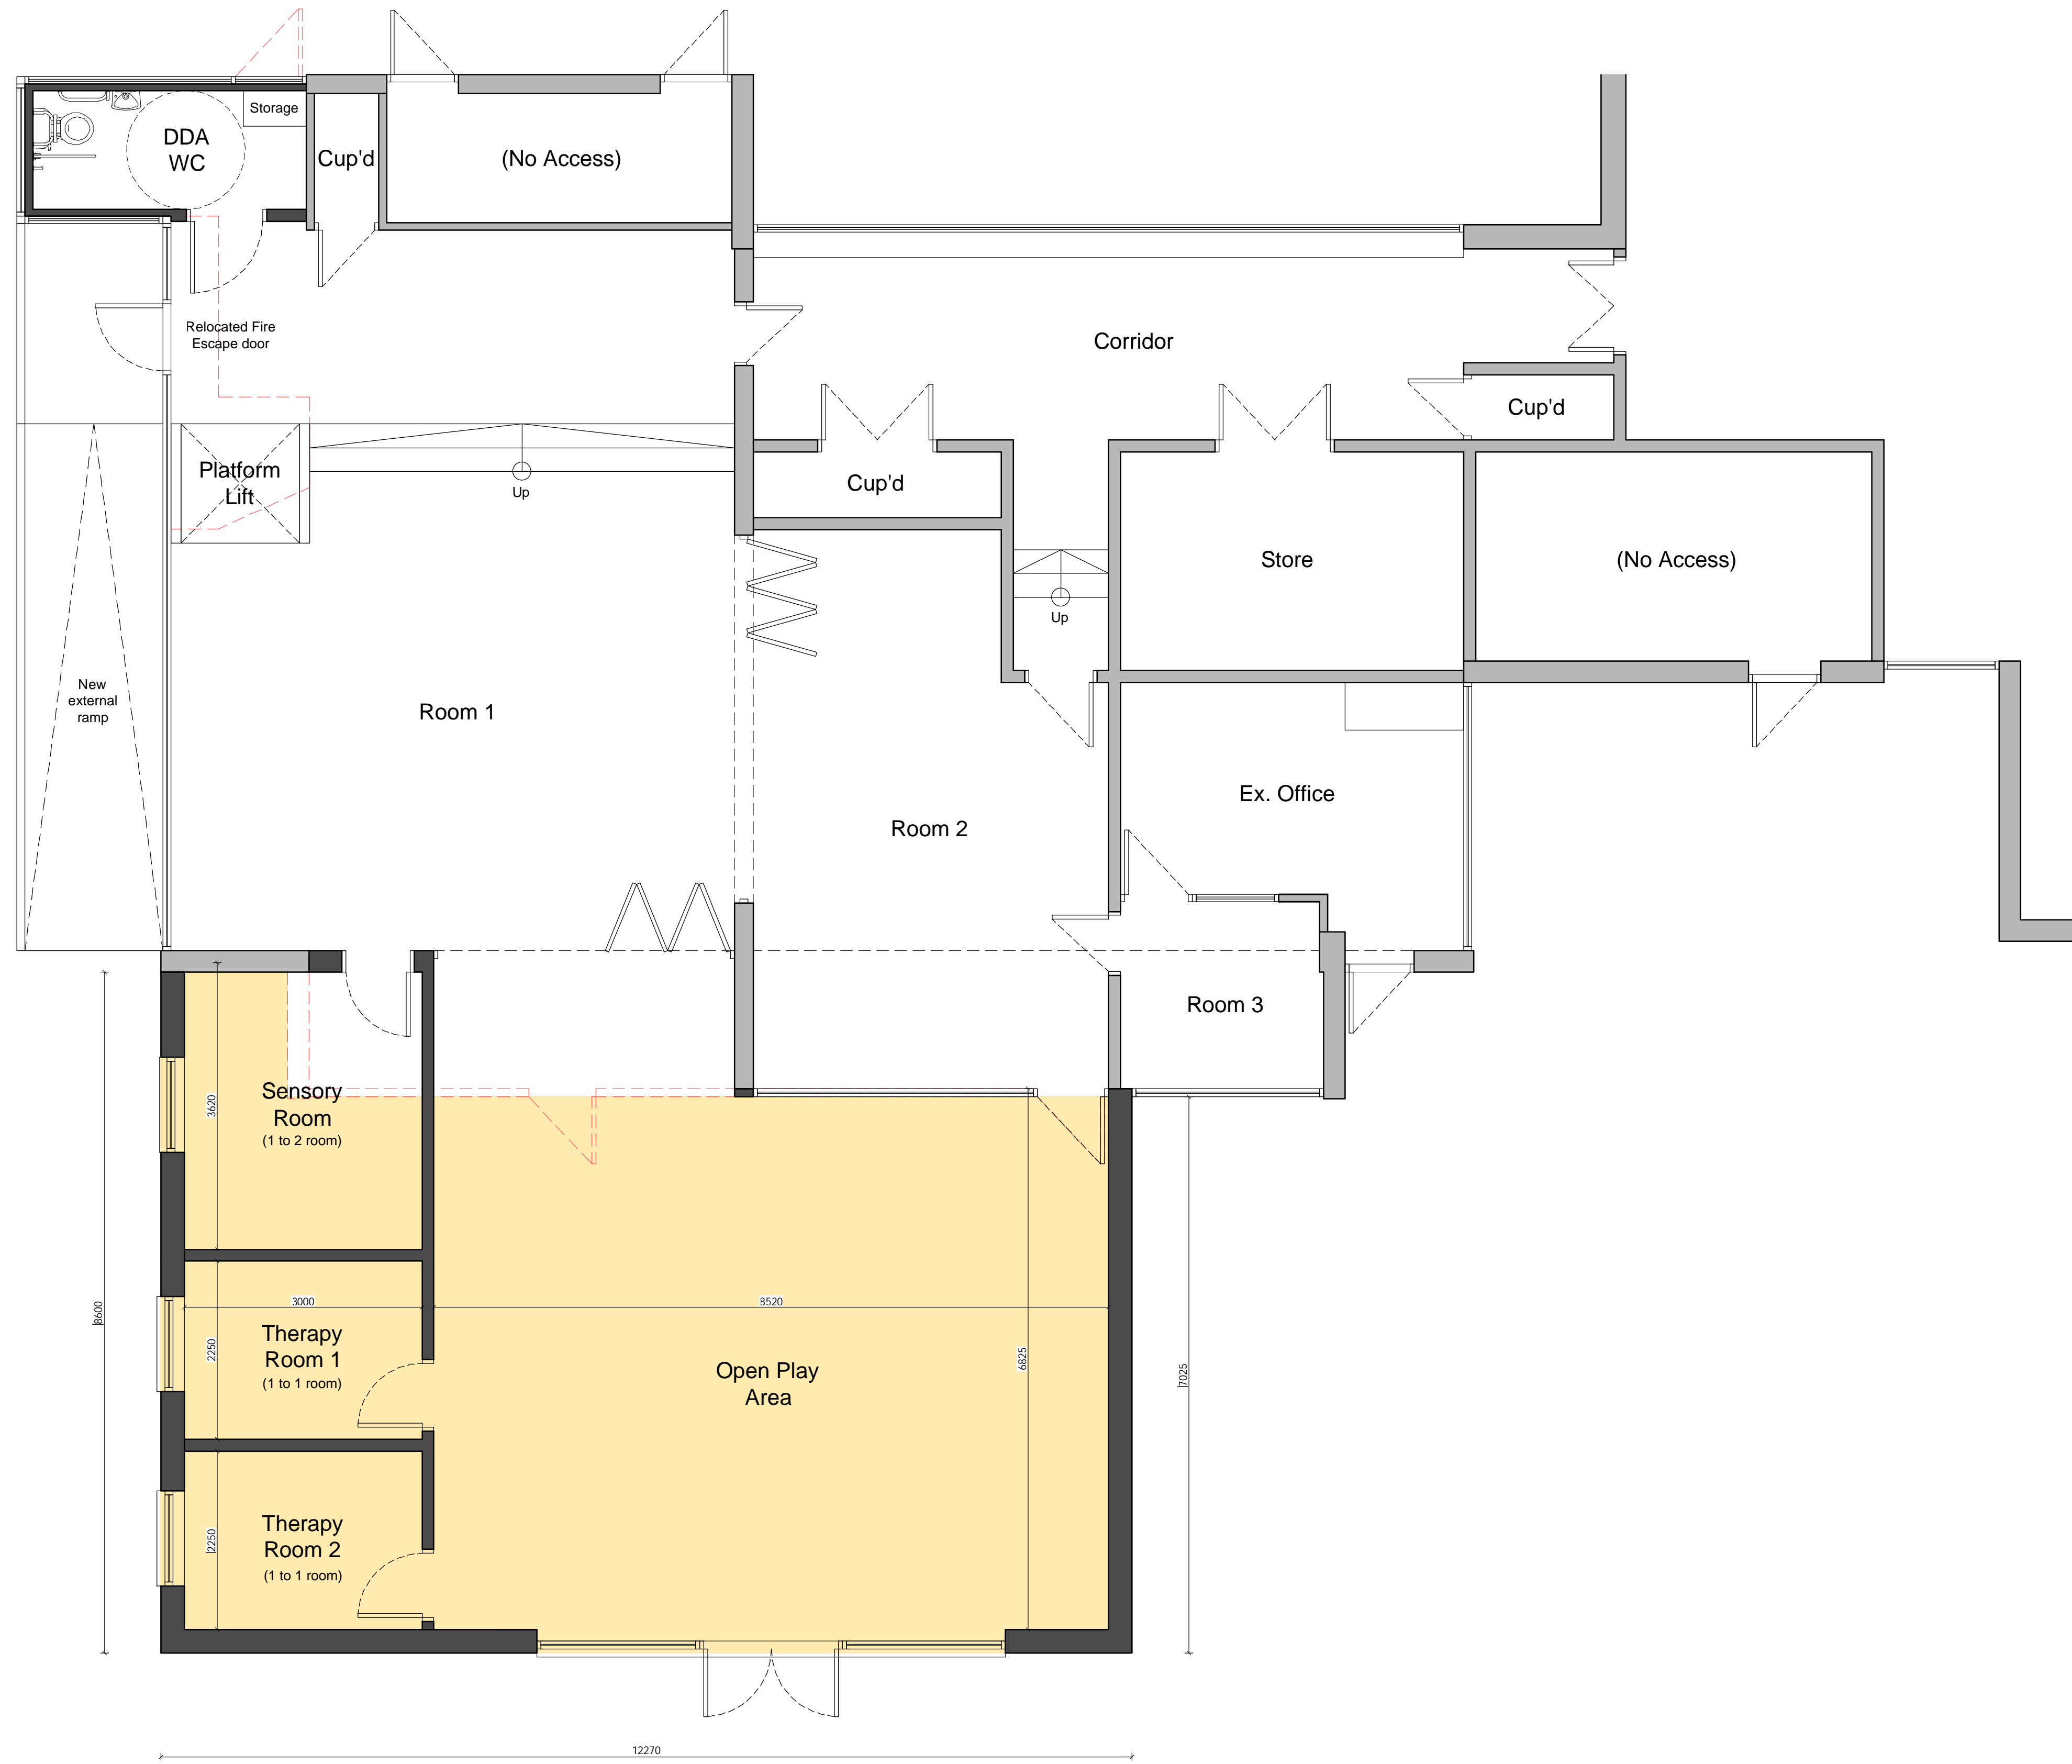 Storage
DDA
WC
Cup'd
(No Access)
Relocated Fire
Escape door
Corridor
Cup'd
Platform
Lift
Up
Cup'd
Up
Store
(No Access)
New
external
ramp
Room 1
Room 2
Ex. Office
Room 3
Sensory
Room
(1 to 2 room)
3620
8600
3000
8520
2250
Therapy
Room 1
(1 to 1 room)
Open Play
Area
6825
7025
2250
Therapy
Room 2
(1 to 1 room)
12270